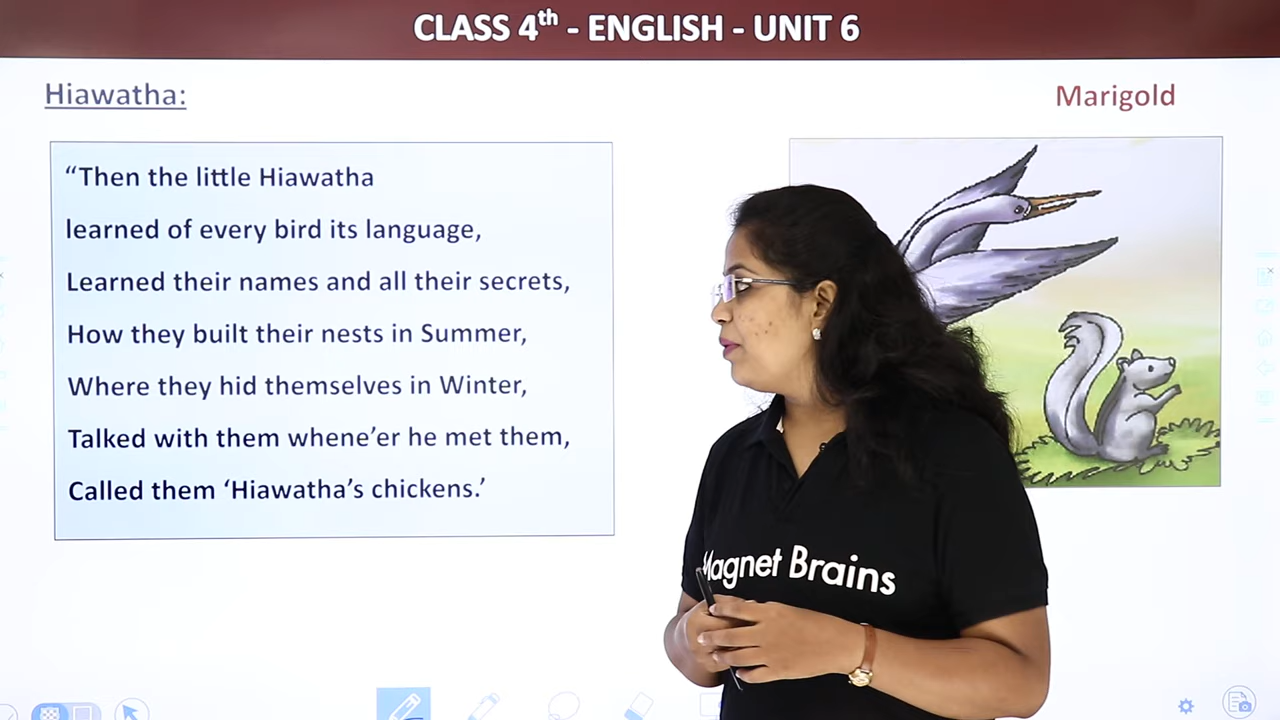 CLASS 4th - ENGLISH - UNIT 6
Hiawatha:
Marigold
“Then the little Hiawatha
learned of every bird its language,
Learned their names and all their secrets,
How they built their nests in Summer,
Where they hid themselves in Winter,
Talked with them whene’er he met them,
Called them ‘Hiawatha’s chickens.’
Magnet Brains